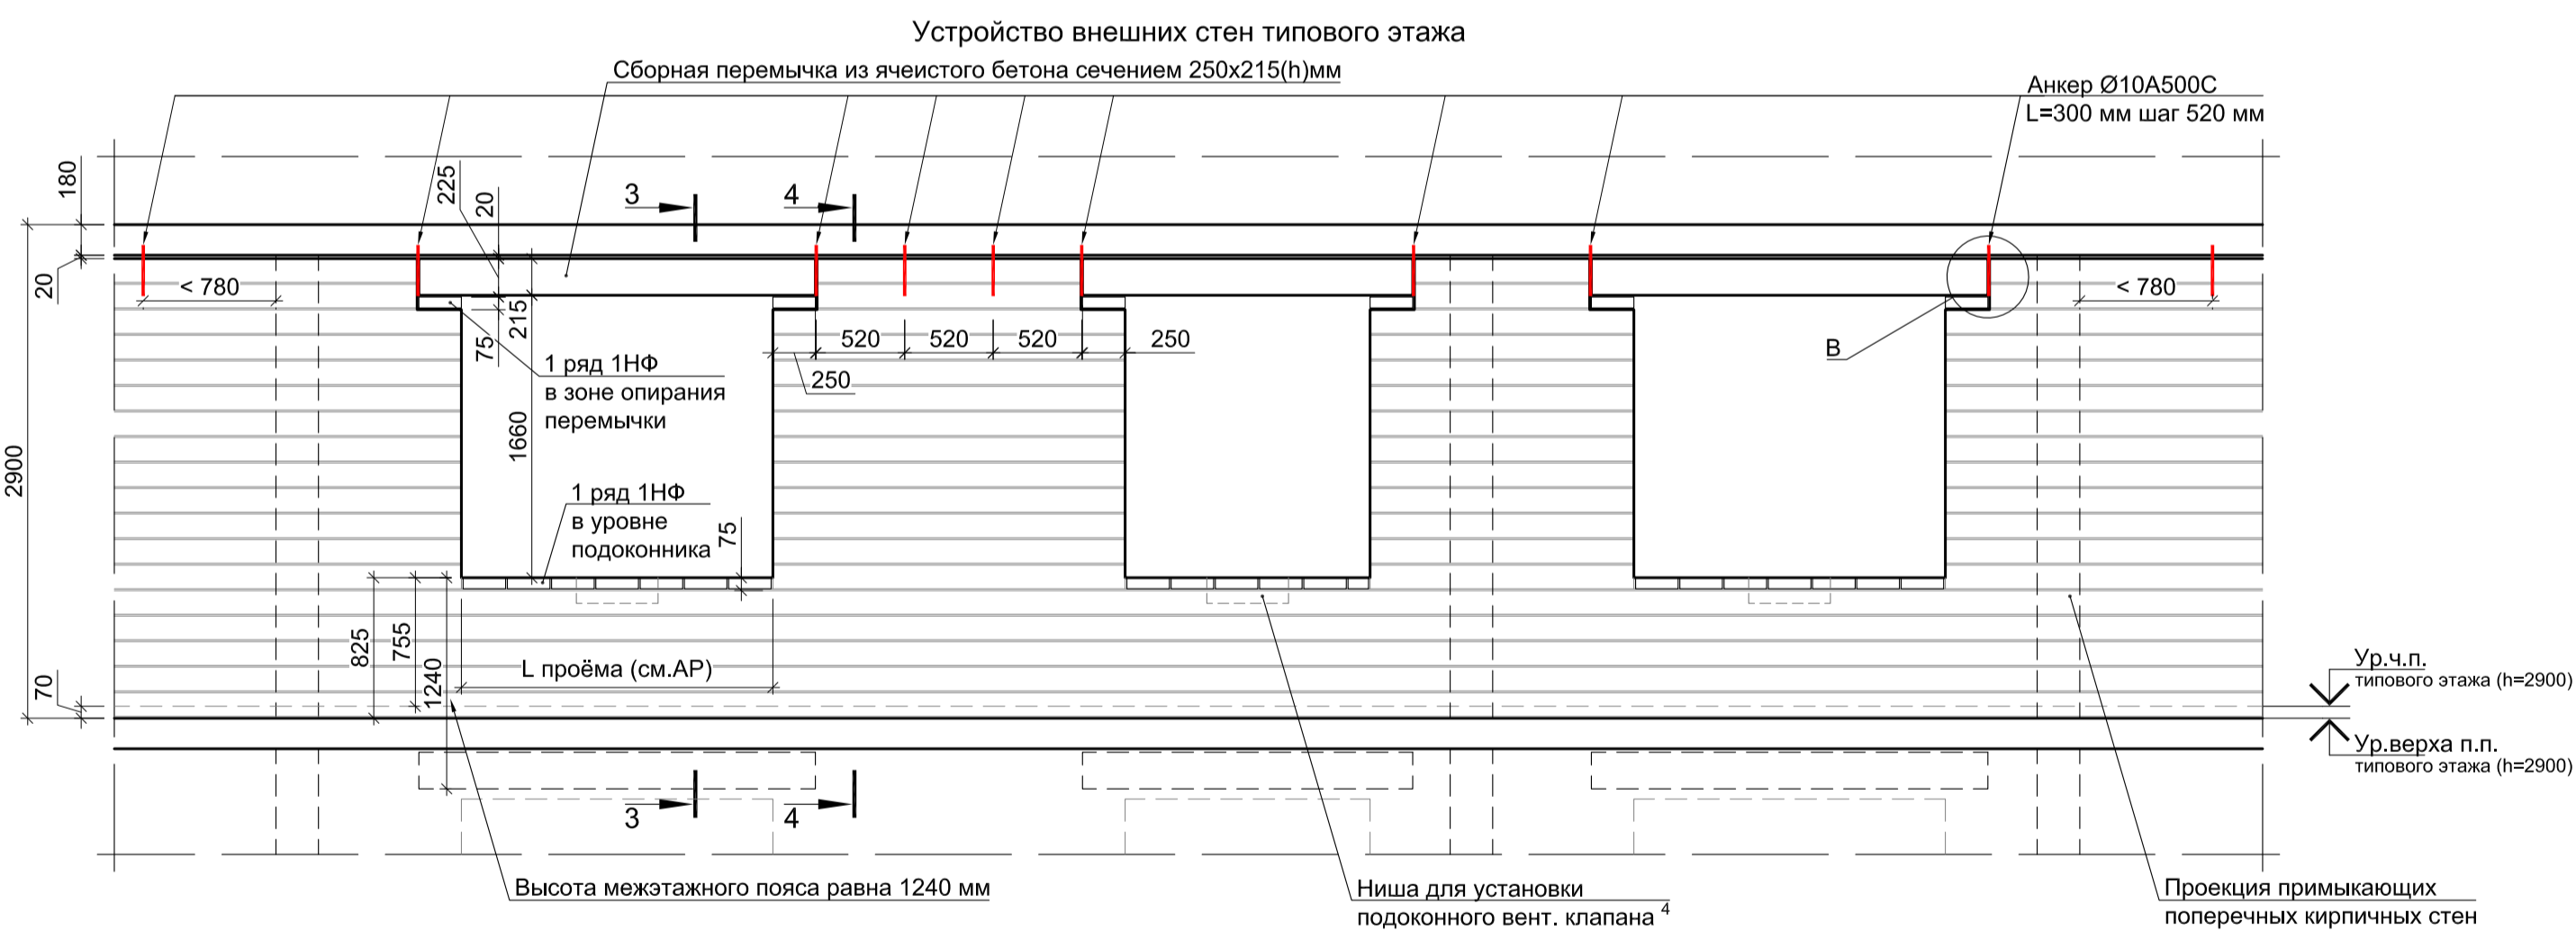 Устройство внешних стен типового этажа
Сборная перемычка из ячеистого бетона сечением 250х215(h)мм
Анкер Ø10А500С
L=300 мм шаг 520 мм
180
225
20
3
4
20
2900
< 780
215
75
520
520
520
250
250
< 780
В
1 ряд 1НФ
в зоне опирания
перемычки
1660
1 ряд 1НФ
в уровне
подоконника
75
825
755
1240
70
L проёма (см.АР)
Ур.ч.п.
типового этажа (h=2900)
Ур.верха п.п.
типового этажа (h=2900)
3
4
Высота межэтажного пояса равна 1240 мм
Ниша для установки
подоконного вент. клапана 4
Проекция примыкающих
поперечных кирпичных стен